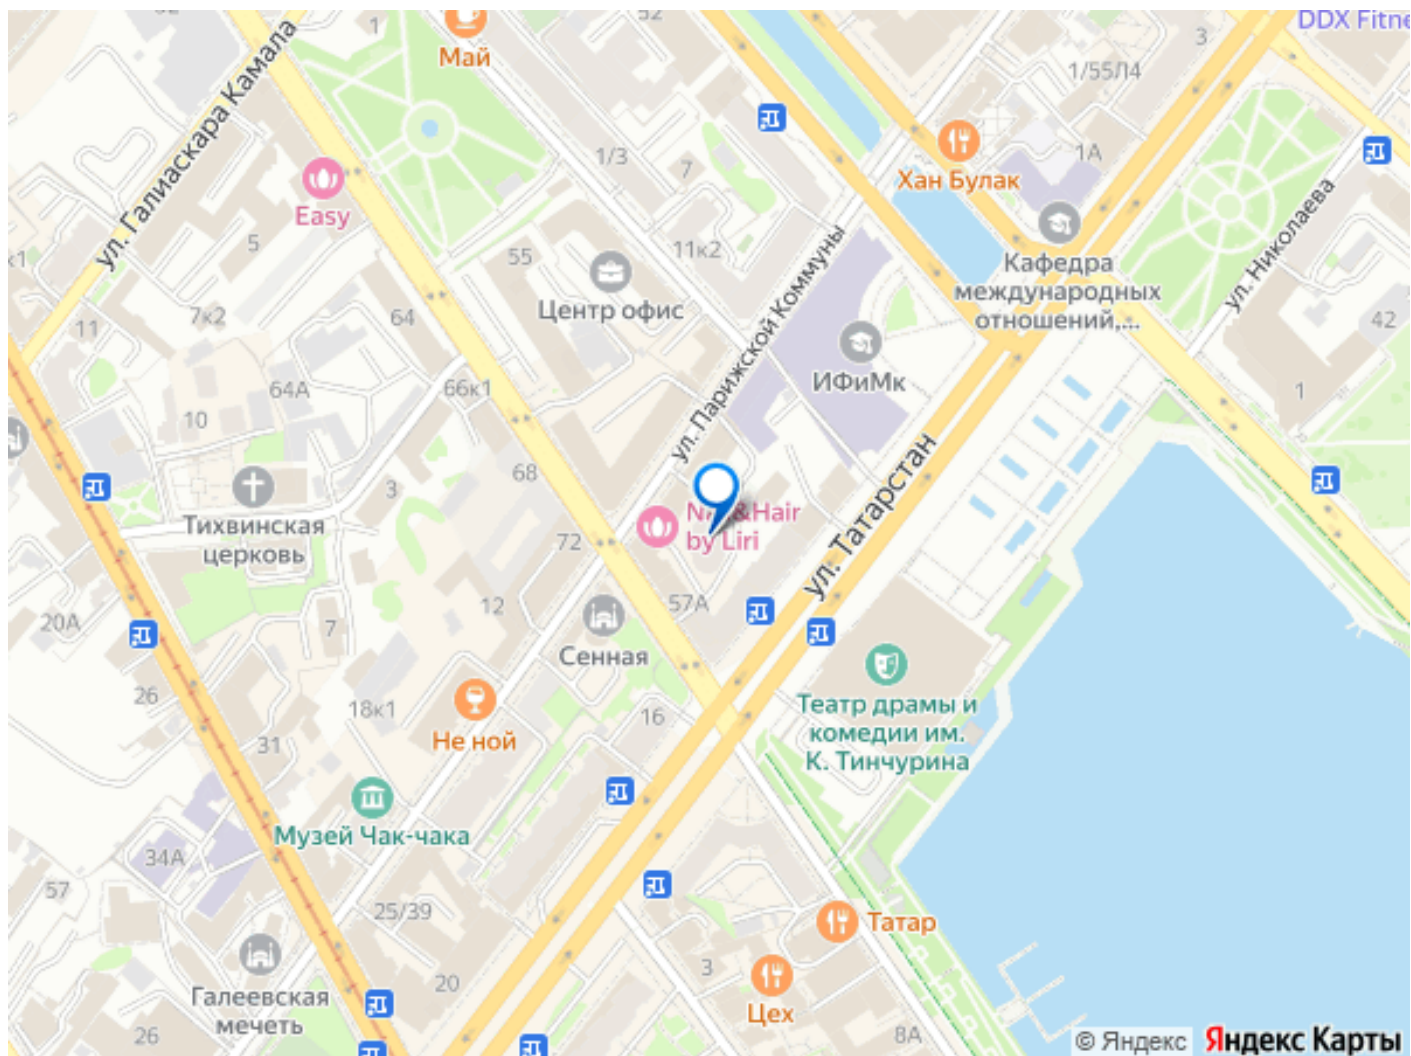 52
1
3
DDX Fitne
Май
1/55Л4
ул. Галиаскара Камала
1/3
7
1А
Хан Булак
Easy
ул. Николаева
5
55
11к2
ул. Парижской Коммуны
Кафедра
международных
отношений,...
Центр офис
7к2
64
11
42
ИФиМк
64А
66к1
1
10
68
3
ул. Татарстан
Тихвинская
церковь
72
by Liri
57А
12
20А
7
Сенная
26
18к1
16
Театр драмы и
комедии им.
К. Тинчурина
Не ной
31
Музей Чак-чака
34А
57
25/39
Татар
3
20
Галеевская
мечеть
Цех
26
8А
© Яндекс Яндекс Карты